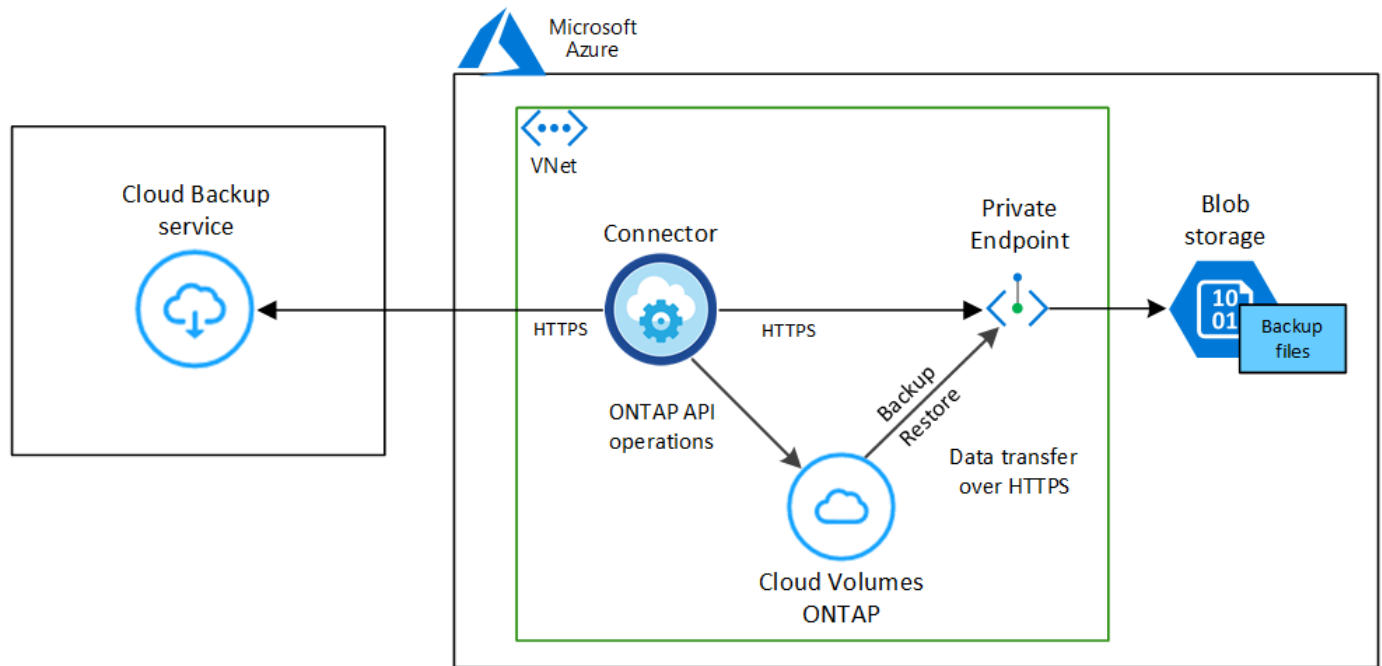 Microsoft
Azure
VNet
Cloud Backup
service
Connector
Private
Endpoint
Blob
storage
HTTPS
HTTPS
10
01
Backup
files
ONTAP API
operations
Backup
Restore
Data transfer
over HTTPS
Cloud Volumes
ONTAP